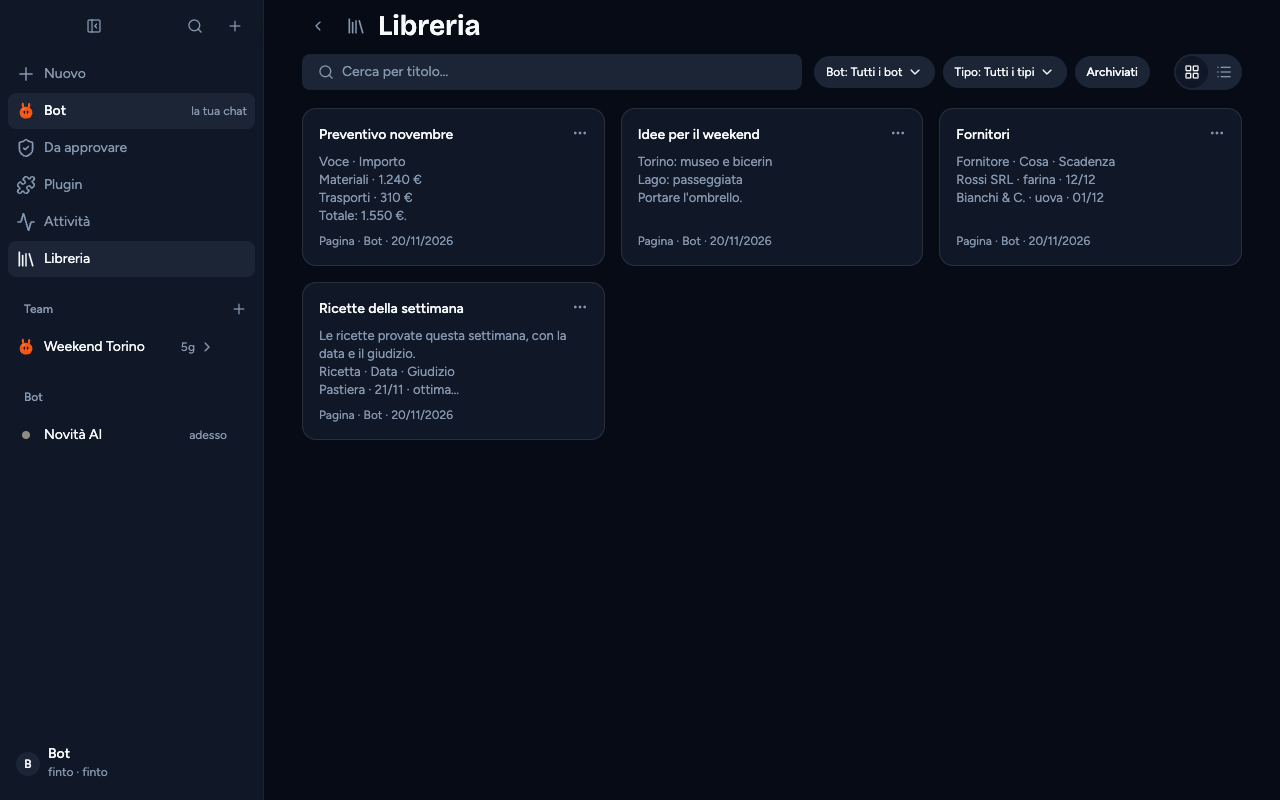 Nuovo
Bot
la tua chat
Da approvare
Plugin
Attività
Libreria
Team
Weekend Torino
5g
Bot
Novità AI
adesso
B
Bot
finto · finto
Libreria
Cerca per titolo...
Bot: Tutti i bot
Tipo: Tutti i tipi
Archiviati
Preventivo novembre
Voce · Importo
Materiali · 1.240 €
Trasporti · 310 €
Totale: 1.550 €.
Pagina · Bot · 20/11/2026
Idee per il weekend
Torino: museo e bicerin
Lago: passeggiata
Portare l'ombrello.
Pagina · Bot · 20/11/2026
Fornitori
Fornitore · Cosa · Scadenza
Rossi SRL · farina · 12/12
Bianchi & C. · uova · 01/12
Pagina · Bot · 20/11/2026
Ricette della settimana
Le ricette provate questa settimana, con la
data e il giudizio.
Ricetta · Data · Giudizio
Pastiera · 21/11 · ottima...
Pagina · Bot · 20/11/2026